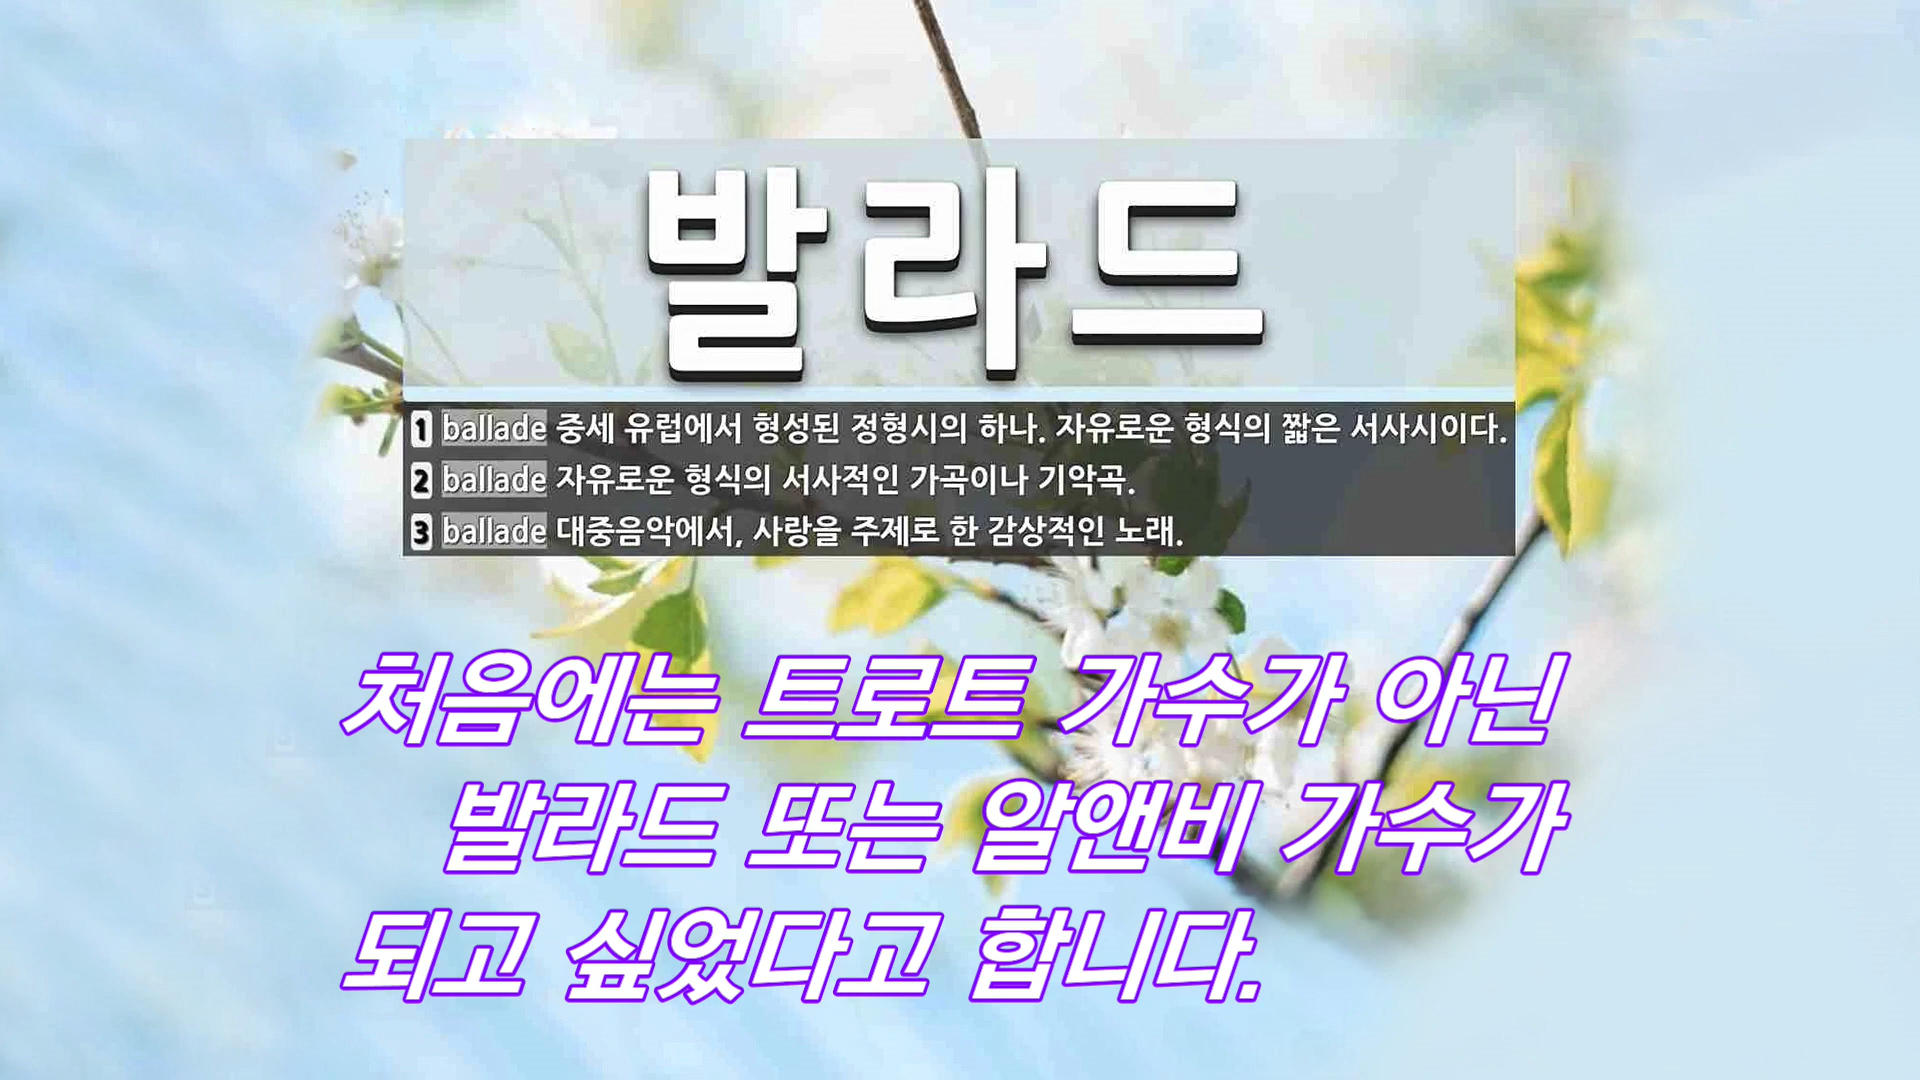 발라드
1 ballade 중세 유럽에서 형성된 정형시의 하나. 자유로운 형식의 짧은 서사시이다.
2 ballade 자유로운 형식의 서사적인 가곡이나 기악곡.
3 ballade 대중음악에서, 사랑을 주제로 한 감상적인 노래.
처음에는 트로트 가수가 아닌
발라드 또는 알앤비 가수가
되고 싶었다고 합니다.